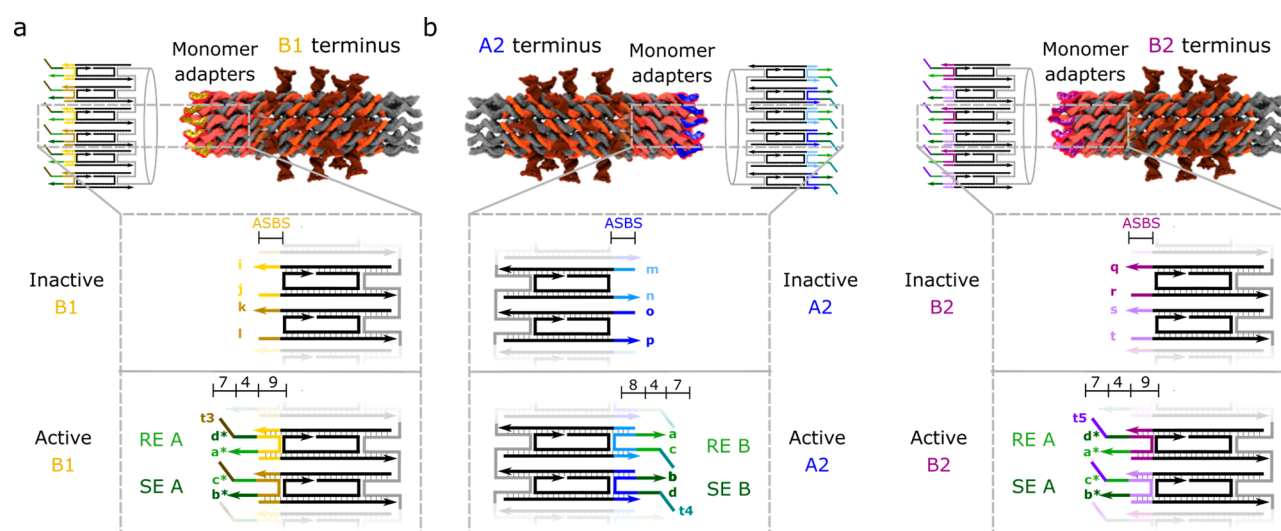 a
Monomer
adapters
B1 terminus
b
A2 terminus
Monomer
adapters
Monomer
adapters
B2 terminus
Inactive
B1
ASBS
i
j
k
l
ASBS
m
n
o
p
Inactive
A2
Inactive
B2
ASBS
q
r
s
t
Active
B1
7 4 9
t3
RE A
d*
a*
SE A
c*
b*
8 4 7
a
RE B
c
b
SE B
d
t4
Active
A2
Active
B2
7 4 9
t5
RE A
d*
a*
SE A
c*
b*